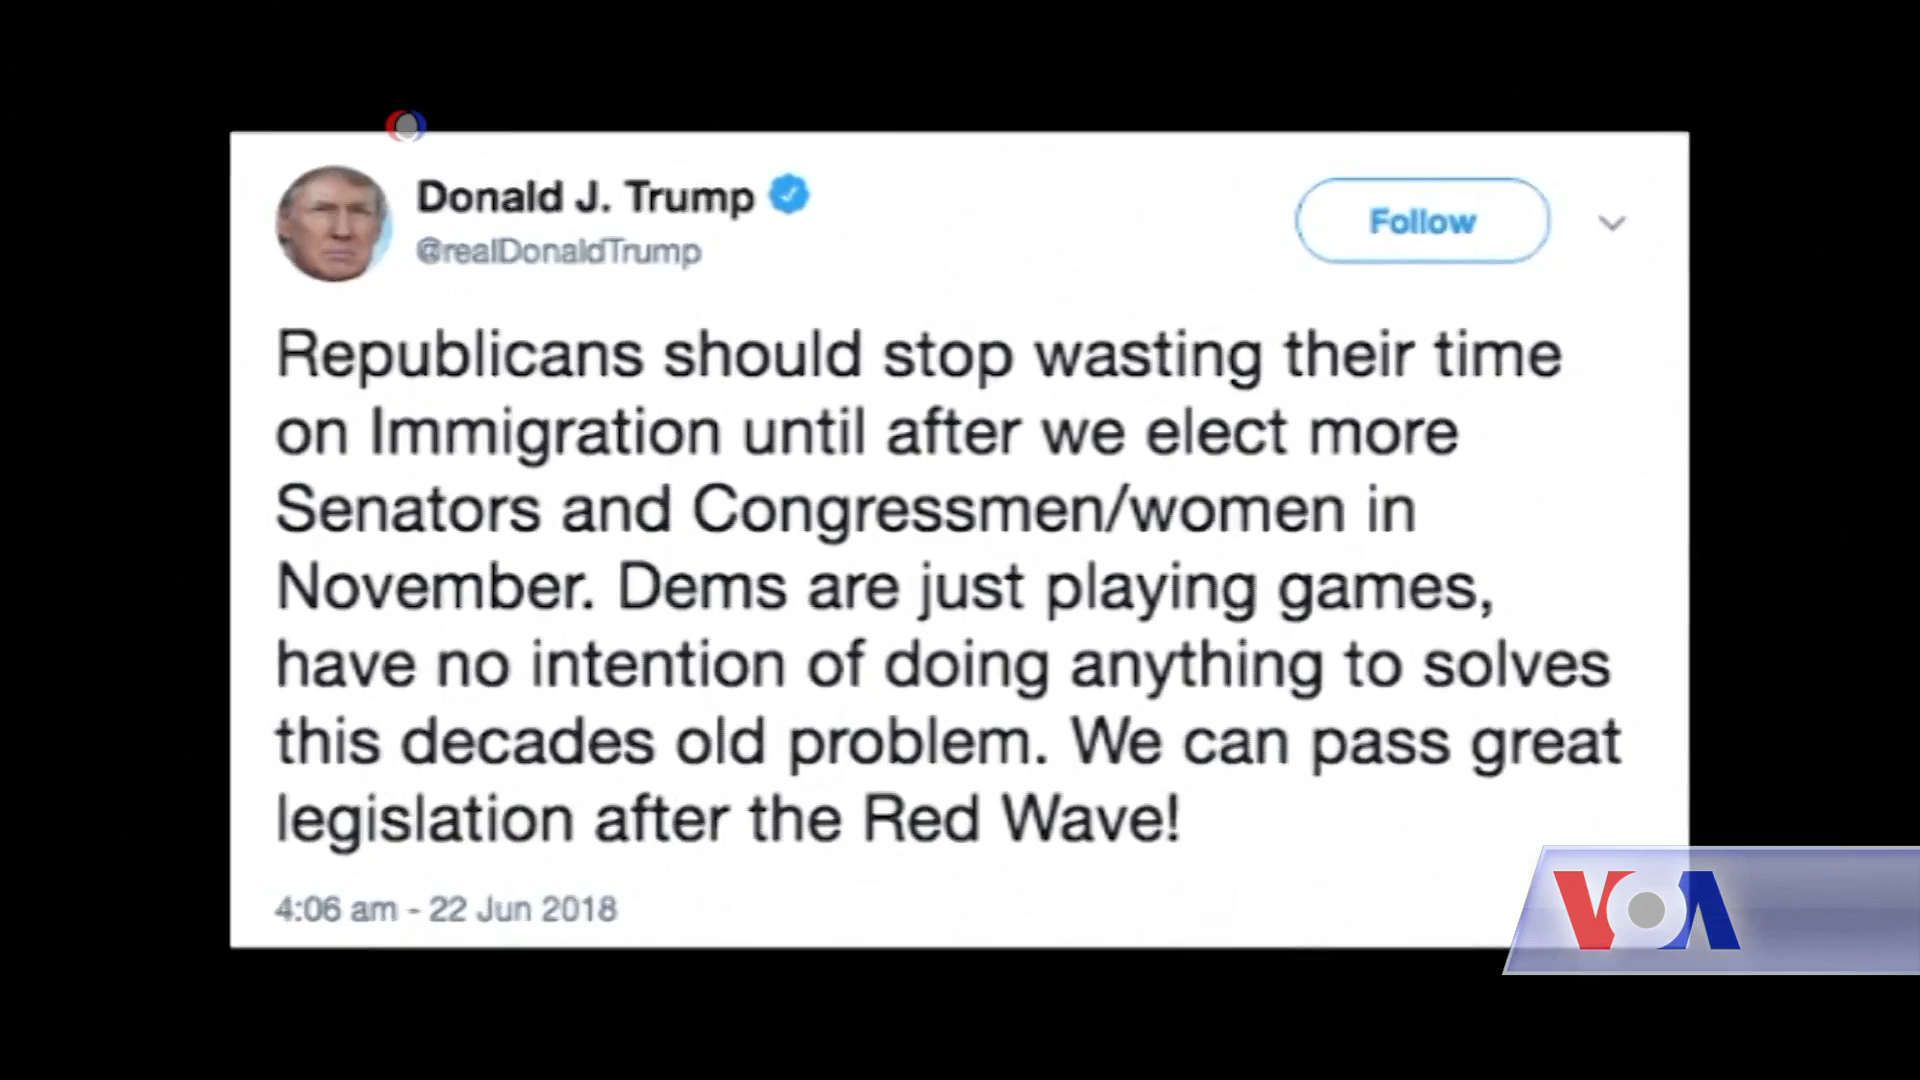 Donald J. Trump
@realDonaldTrump
Follow
Republicans should stop wasting their time
on Immigration until after we elect more
Senators and Congressmen/women in
November. Dems are just playing games,
have no intention of doing anything to solves
this decades old problem. We can pass great
legislation after the Red Wave!
4:06 am - 22 Jun 2018
VOA